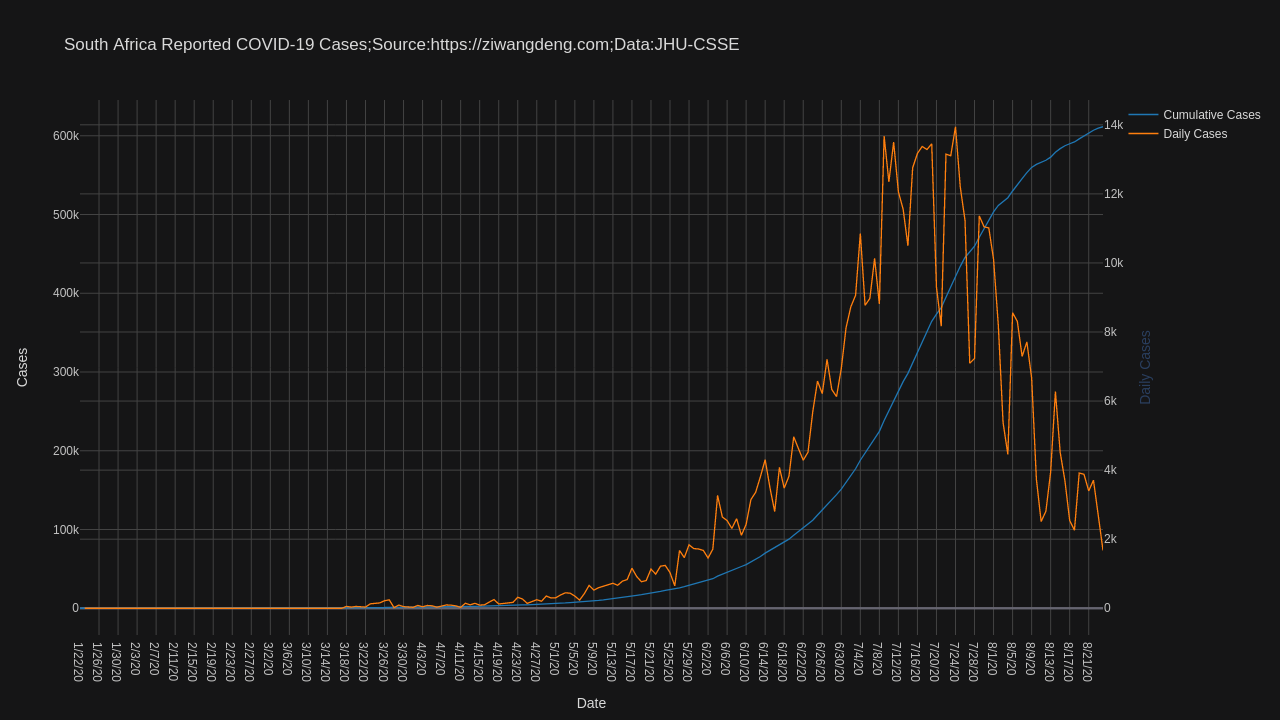 South Africa Reported COVID-19 Cases;Source:https://ziwangdeng.com;Data:JHU-CSSE
Cumulative Cases
Daily Cases
600k
500k
400k
300k
200k
100k
0
14k
12k
10k
8k
6k
4k
2k
0
Cases
Daily Cases
1/22/20
1/26/20
1/30/20
2/3/20
2/7/20
2/11/20
2/15/20
2/19/20
2/23/20
2/27/20
3/2/20
3/6/20
3/10/20
3/14/20
3/18/20
3/22/20
3/26/20
3/30/20
4/3/20
4/7/20
4/11/20
4/15/20
4/19/20
4/23/20
4/27/20
5/1/20
5/5/20
5/9/20
5/13/20
5/17/20
5/21/20
5/25/20
5/29/20
6/2/20
6/6/20
6/10/20
6/14/20
6/18/20
6/22/20
6/26/20
6/30/20
7/4/20
7/8/20
7/12/20
7/16/20
7/20/20
7/24/20
7/28/20
8/1/20
8/5/20
8/9/20
8/13/20
8/17/20
8/21/20
Date